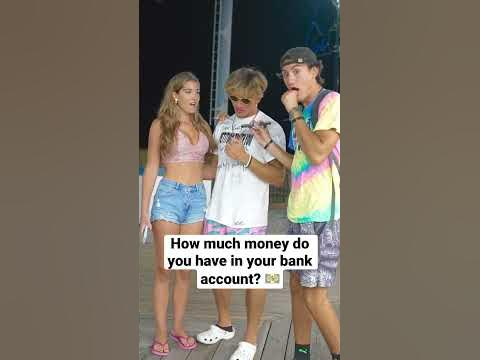 How much money do
you have in your bank
account? 💵